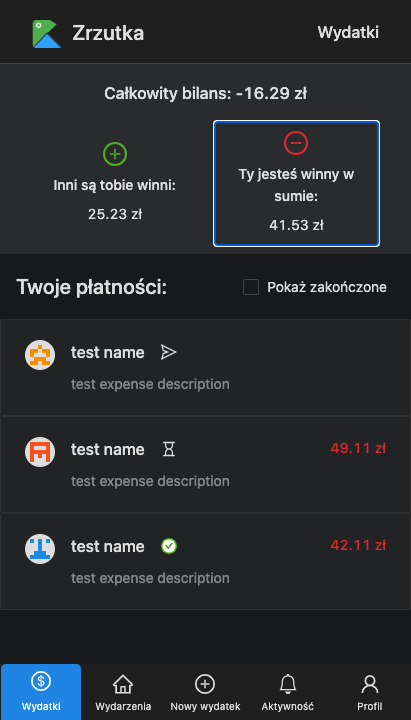 Zrzutka
Wydatki
Całkowity bilans: -16.29 zł
Inni są tobie winni:
25.23 zł
Ty jesteś winny w
sumie:
41.53 zł
Twoje płatności:
Pokaż zakończone
test name
test expense description
test name
49.11 zł
test expense description
test name
42.11 zł
test expense description
Wydatki
Wydarzenia
Nowy wydatek
Aktywność
Profil